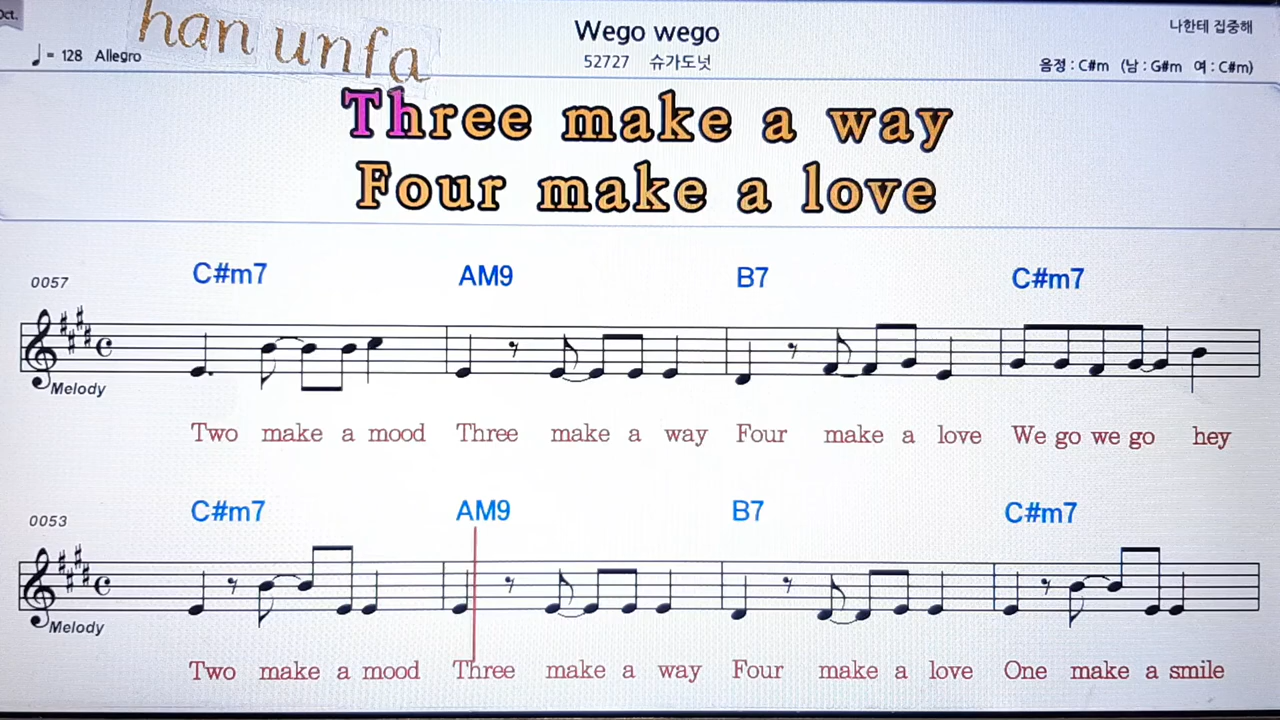 Oct.
han unfa
Wego wego
나한테 집중해
♩= 128 Allegro
52727 슈가도넛
음정 : C#m (남 : G#m 여 : C#m)
Three make a way
Four make a love
C#m7 AM9 B7 C#m7
0057
Melody
Two make a mood Three make a way Four make a love We go we go hey
C#m7 AM9 B7 C#m7
0053
Melody
Two make a mood Three make a way Four make a love One make a smile